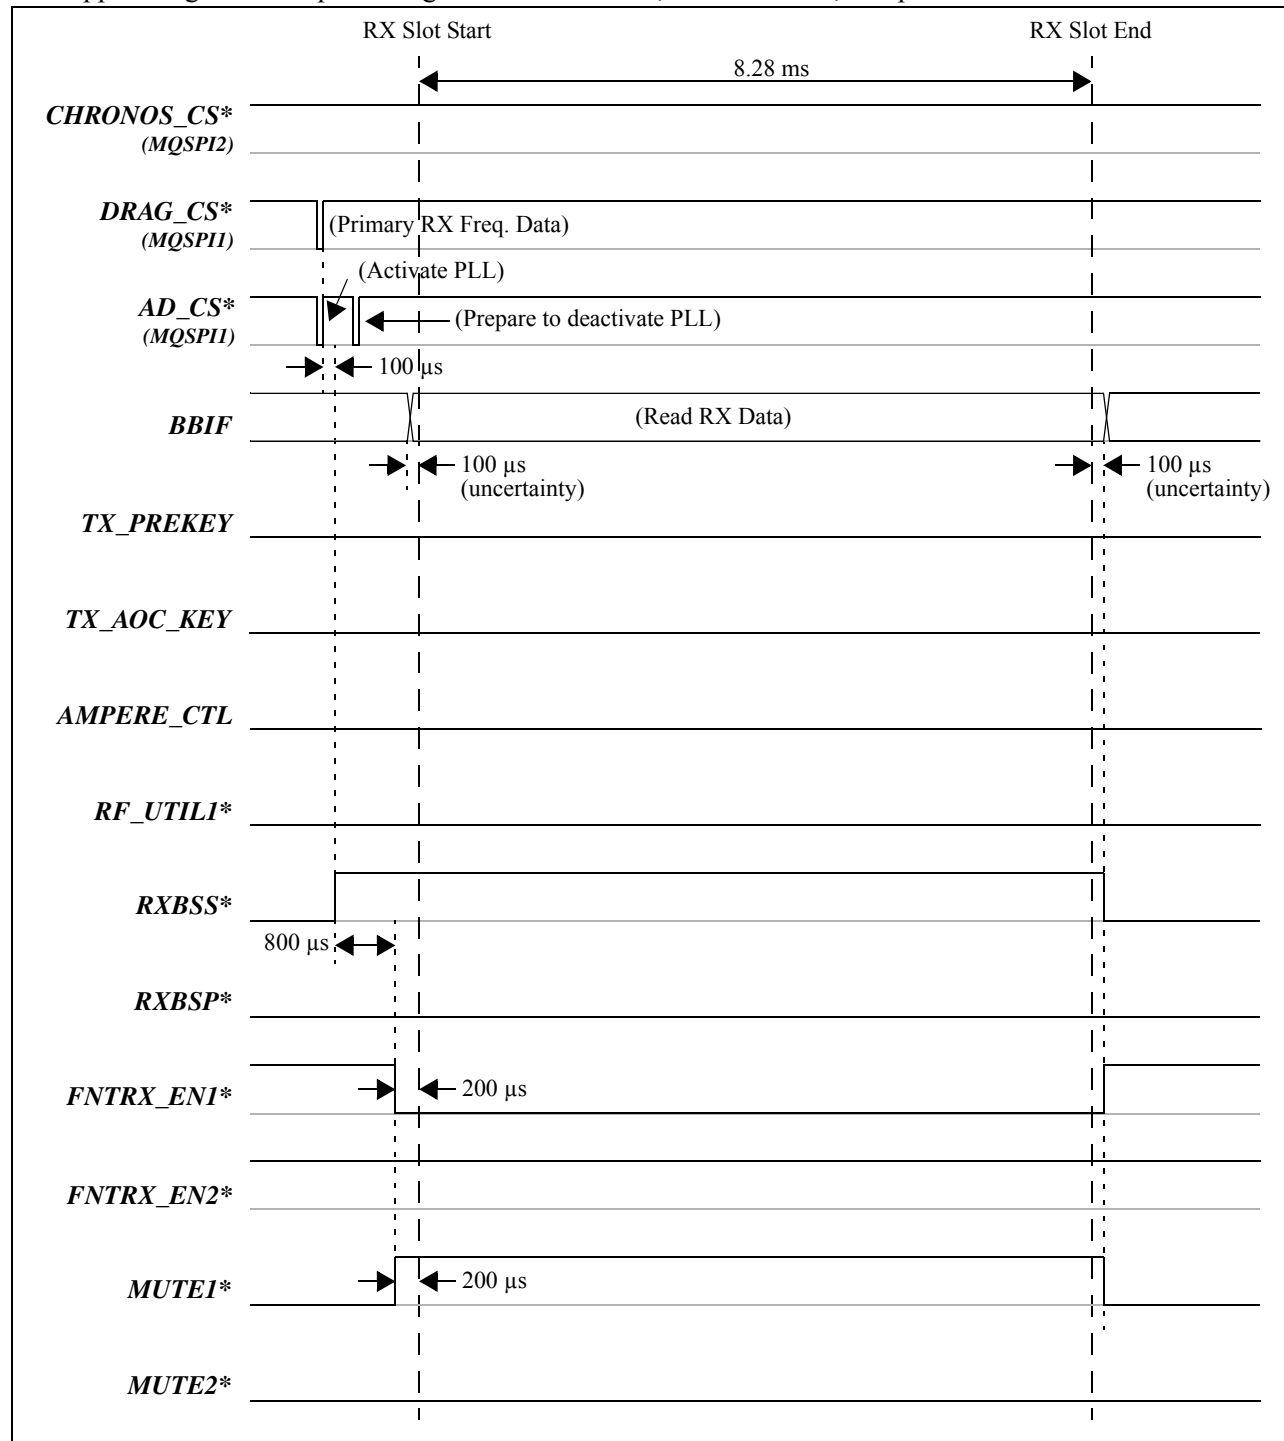 RX Slot Start RX Slot End
8.28 ms
CHRONOS_CS*
(MQSPI2)
DRAG_CS*
(MQSPI1)
(Primary RX Freq. Data)
(Activate PLL)
AD_CS*
(MQSPI1)
(Prepare to deactivate PLL)
100 µs
BBIF
(Read RX Data)
100 µs
(uncertainty)
100 µs
(uncertainty)
TX_PREKEY
TX_AOC_KEY
AMPERE_CTL
RF_UTIL1*
RXBSS*
800 µs
RXBSP*
FNTRX_EN1*
200 µs
FNTRX_EN2*
MUTE1*
200 µs
MUTE2*